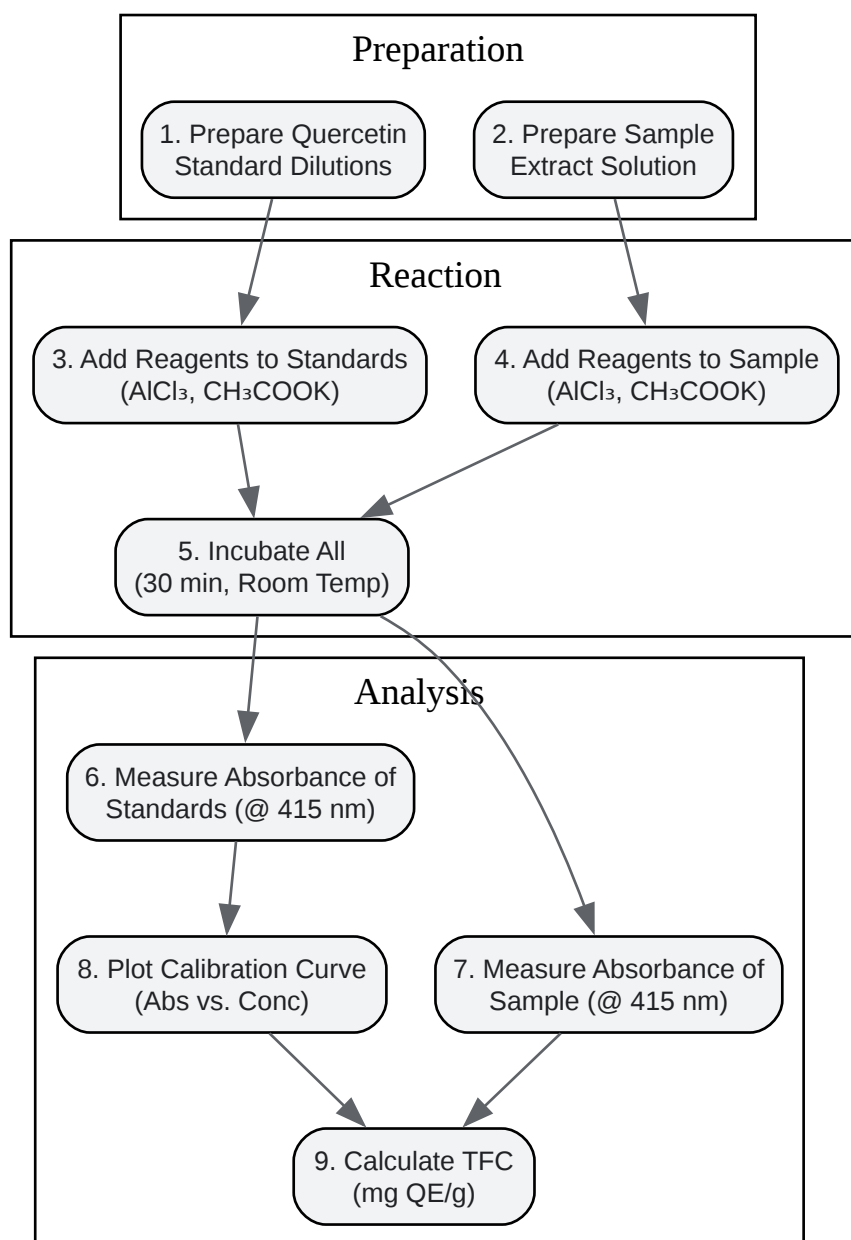 Preparation
1. Prepare Quercetin
Standard Dilutions
2. Prepare Sample
Extract Solution
Reaction
3. Add Reagents to Standards
(AlCl₃, CH₃COOK)
4. Add Reagents to Sample
(AlCl₃, CH₃COOK)
5. Incubate All
(30 min, Room Temp)
Analysis
6. Measure Absorbance of
Standards (@ 415 nm)
8. Plot Calibration Curve
(Abs vs. Conc)
7. Measure Absorbance of
Sample (@ 415 nm)
9. Calculate TFC
(mg QE/g)